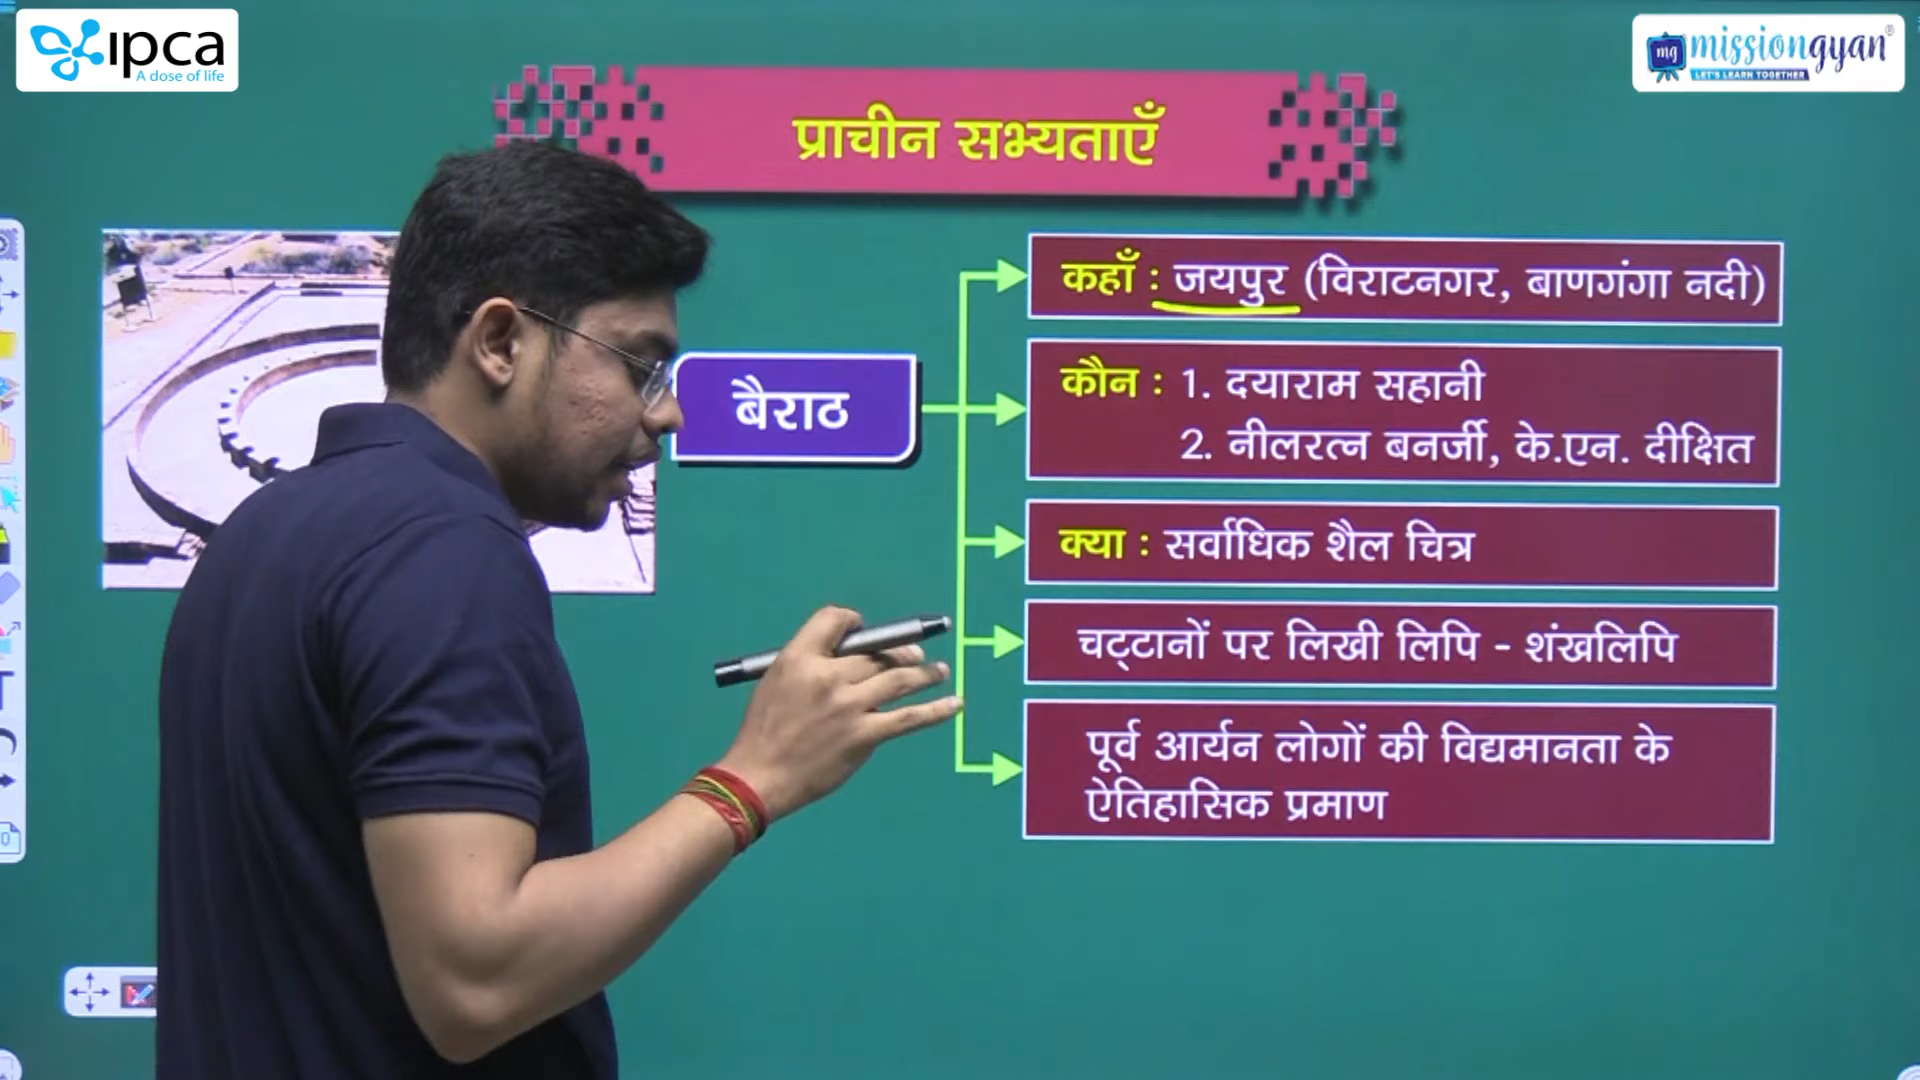 ipca
A dose of life
mg missiongyan®
LET'S LEARN TOGETHER
प्राचीन सभ्यताएँ
बैराठ
कहाँ : जयपुर (विराटनगर, बाणगंगा नदी)
कौन : 1. दयाराम सहानी
2. नीलरत्न बनर्जी, के.एन. दीक्षित
क्या : सर्वाधिक शैल चित्र
चट्टानों पर लिखी लिपि - शंखलिपि
पूर्व आर्यन लोगों की विद्यमानता के
ऐतिहासिक प्रमाण